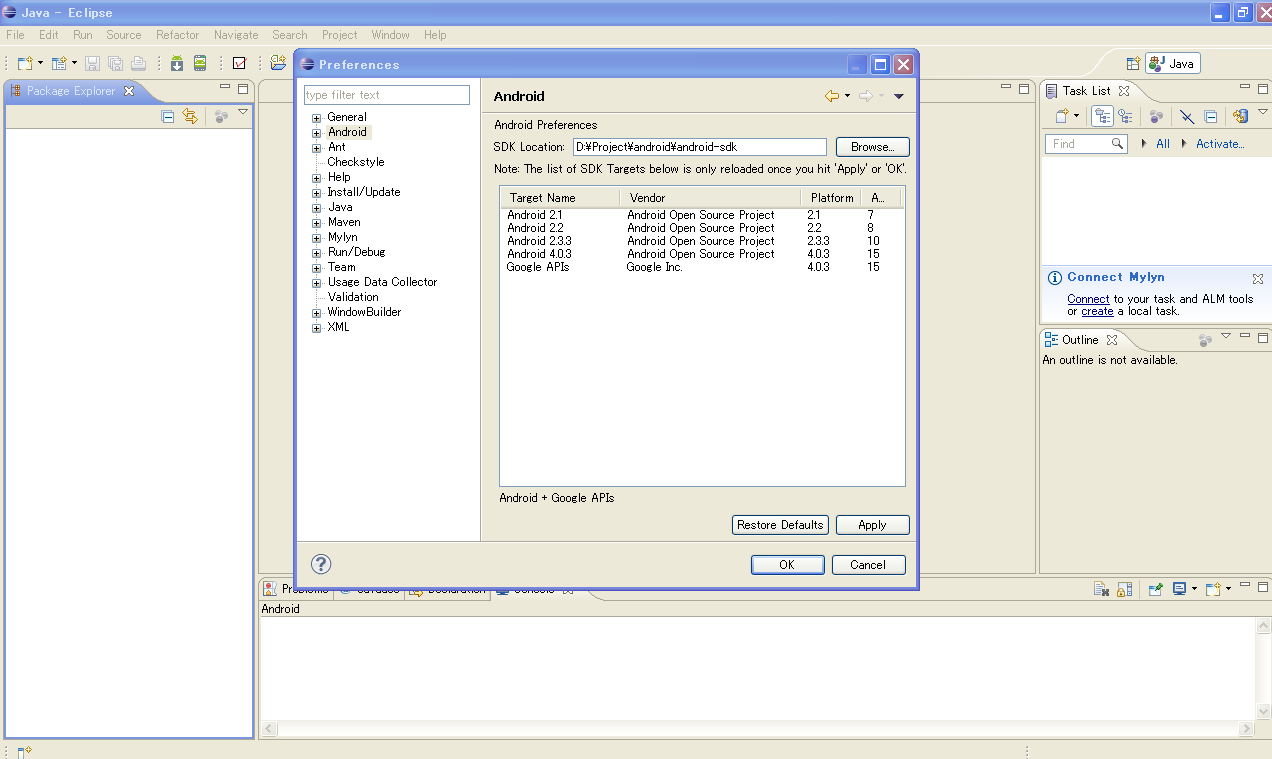 Java - Eclipse
File Edit Run Source Refactor Navigate Search Project Window Help
Java
Package Explorer
Preferences
type filter text
General
Android
Ant
Checkstyle
Help
Install/Update
Java
Maven
Mylyn
Run/Debug
Team
Usage Data Collector
Validation
WindowBuilder
XML
Android
Android Preferences
SDK Location: D:¥Project¥android¥android-sdk Browse...
Note: The list of SDK Targets below is only reloaded once you hit 'Apply' or 'OK'.
Target Name Vendor Platform A...
Android 2.1 Android Open Source Project 2.1 7
Android 2.2 Android Open Source Project 2.2 8
Android 2.3.3 Android Open Source Project 2.3.3 10
Android 4.0.3 Android Open Source Project 4.0.3 15
Google APIs Google Inc. 4.0.3 15
Android + Google APIs
Restore Defaults Apply
? OK Cancel
Task List
Find All Activate...
Connect Mylyn
Connect to your task and ALM tools
or create a local task.
Outline
An outline is not available.
Problems Declaration Console
Android